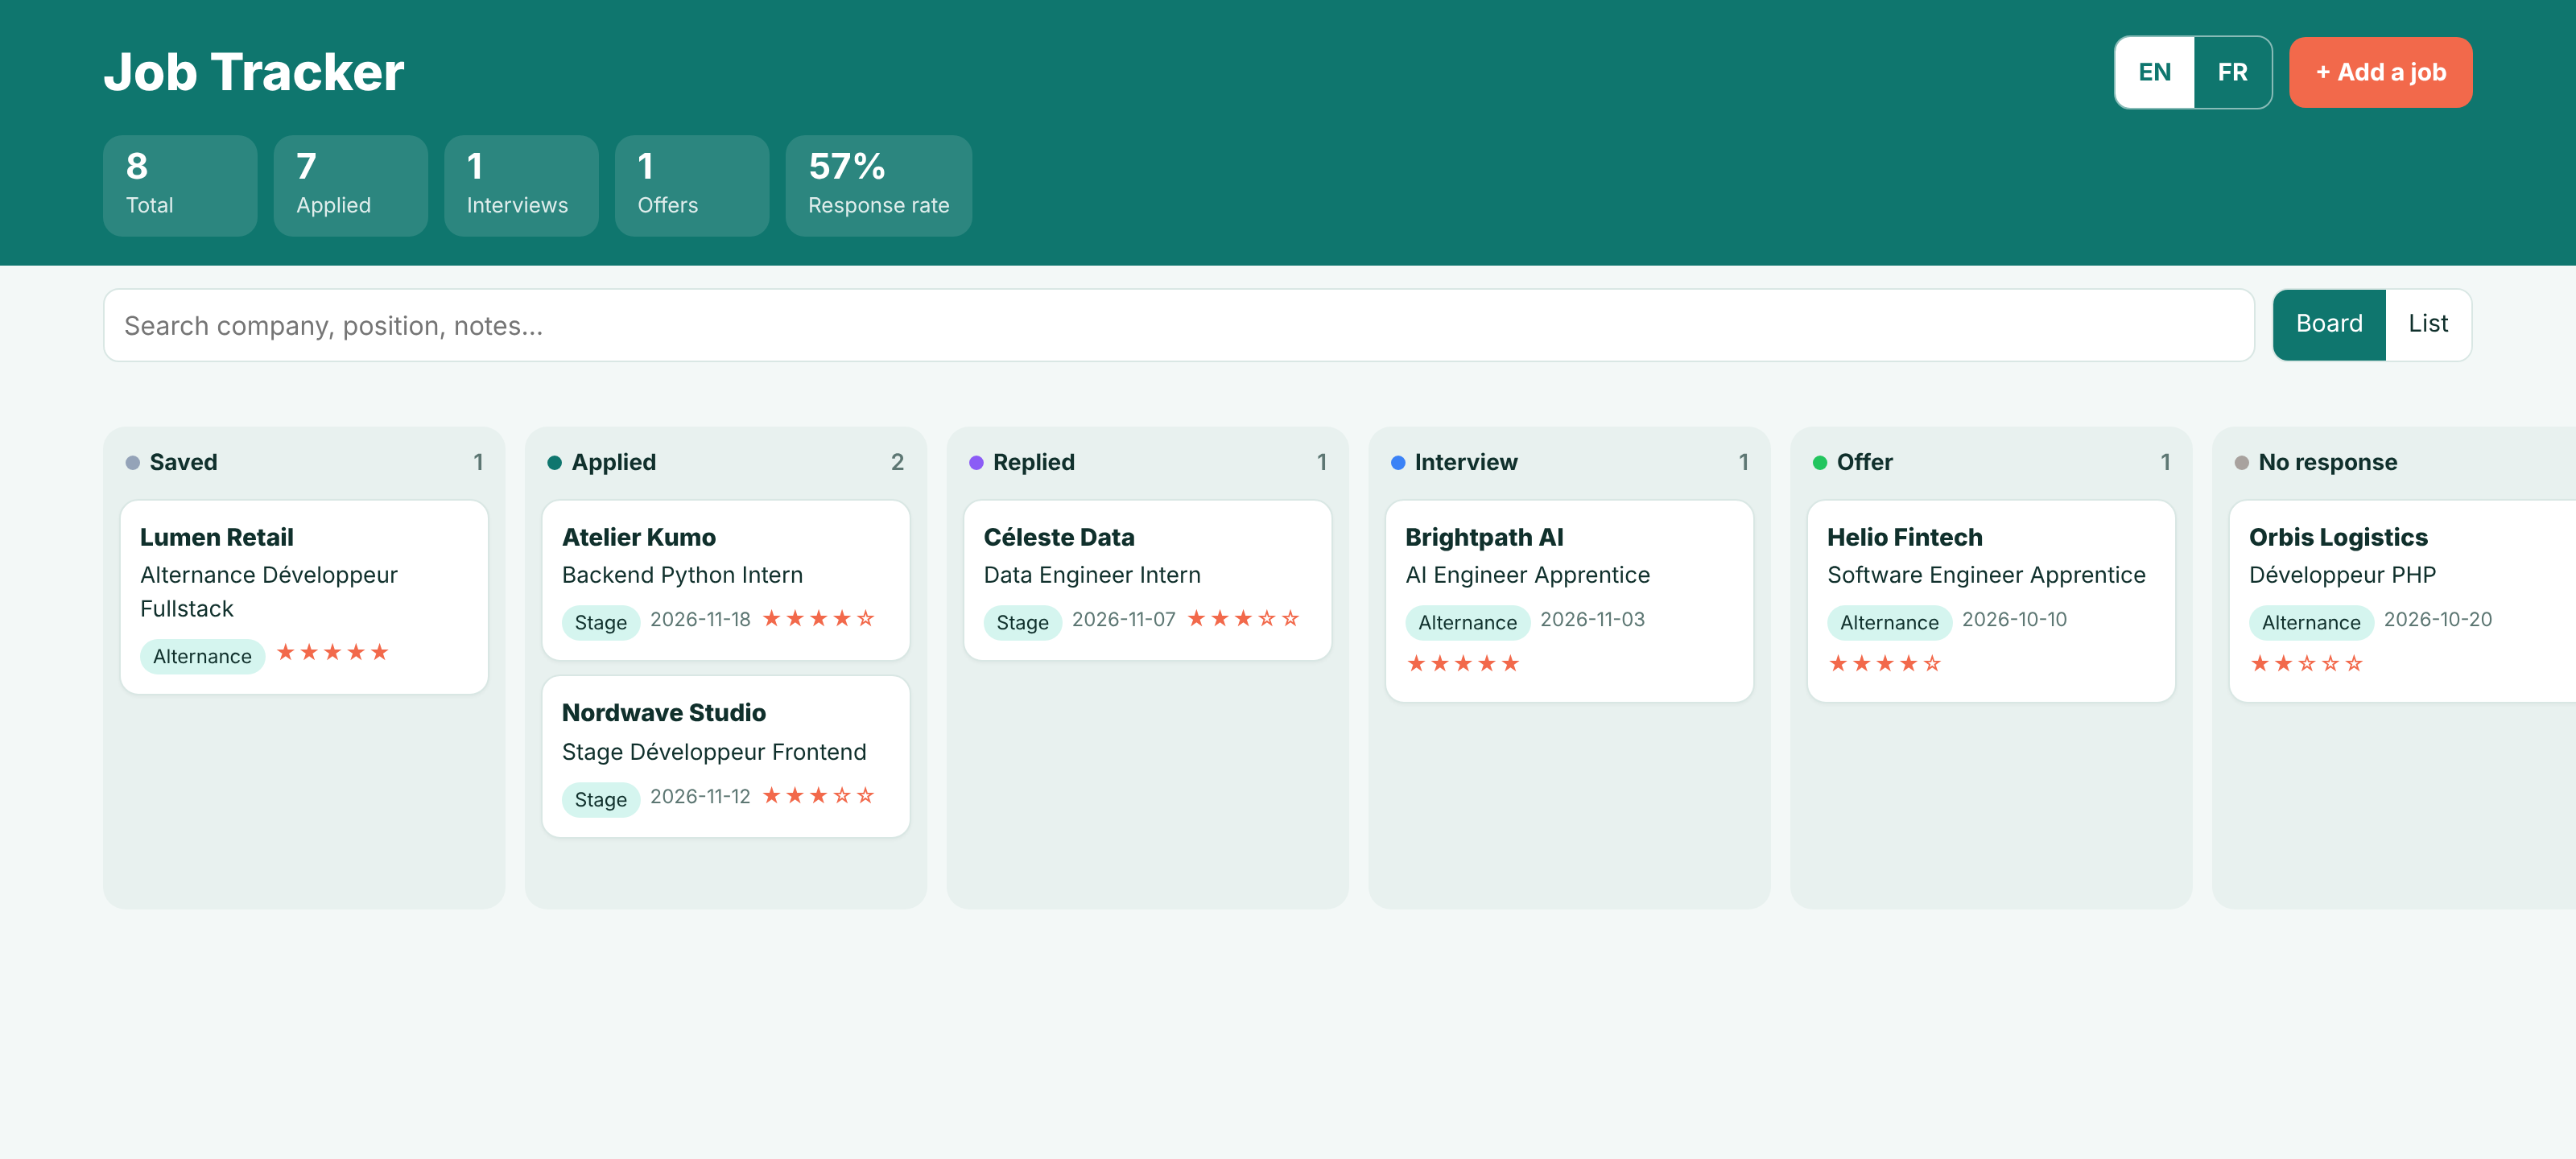 Job Tracker
EN FR + Add a job
8 7 1 1 57%
Total Applied Interviews Offers Response rate
Search company, position, notes...
Board List
Saved 1
Lumen Retail
Alternance Développeur
Fullstack
Alternance ★★★★★
Applied 2
Atelier Kumo
Backend Python Intern
Stage 2026-11-18 ★★★★☆
Nordwave Studio
Stage Développeur Frontend
Stage 2026-11-12 ★★★☆☆
Replied 1
Céleste Data
Data Engineer Intern
Stage 2026-11-07 ★★★☆☆
Interview 1
Brightpath AI
AI Engineer Apprentice
Alternance 2026-11-03
★★★★★
Offer 1
Helio Fintech
Software Engineer Apprentice
Alternance 2026-10-10
★★★★☆
No response
Orbis Logistics
Développeur PHP
Alternance 2026-10-20
★★☆☆☆